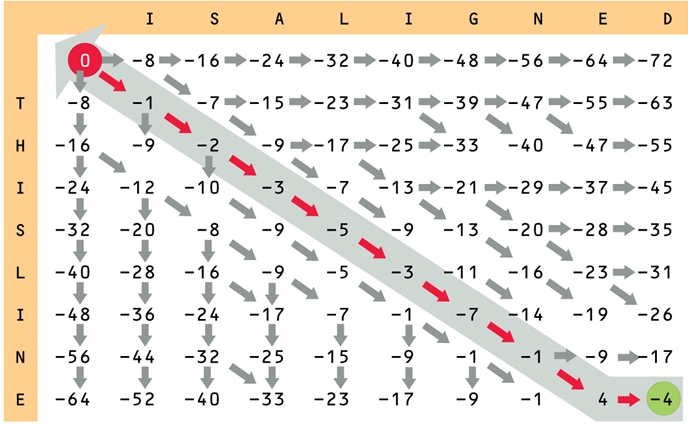 I S A L I G N E D
0 -8 -16 -24 -32 -40 -48 -56 -64 -72
T -8 -1 -7 -15 -23 -31 -39 -47 -55 -63
H -16 -9 -2 -9 -17 -25 -33 -40 -47 -55
I -24 -12 -10 -3 -7 -13 -21 -29 -37 -45
S -32 -20 -8 -9 -5 -9 -13 -20 -28 -35
L -40 -28 -16 -9 -5 -3 -11 -16 -23 -31
I -48 -36 -24 -17 -7 -1 -7 -14 -19 -26
N -56 -44 -32 -25 -15 -9 -1 -1 -9 -17
E -64 -52 -40 -33 -23 -17 -9 -1 4 -4